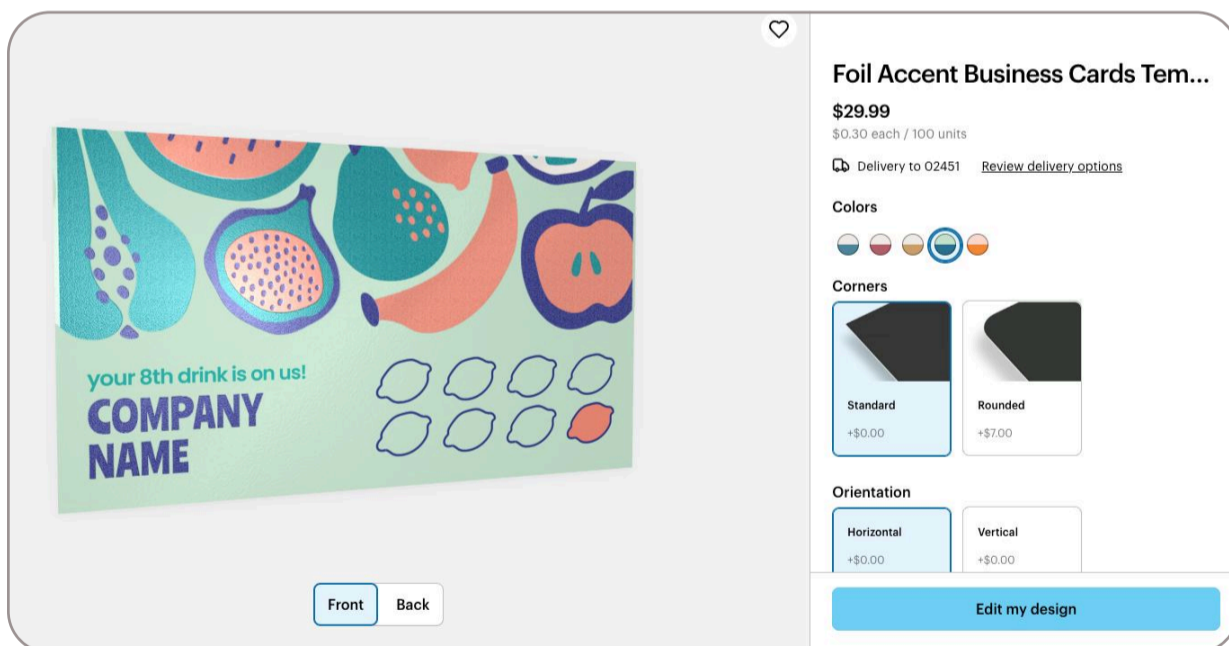 Foil Accent Business Cards Tem...
$29.99
$0.30 each / 100 units
Delivery to 02451 Review delivery options
Colors
Corners
Standard
+$0.00
Rounded
+$7.00
Orientation
Horizontal
+$0.00
Vertical
+$0.00
Edit my design
your 8th drink is on us!
COMPANY
NAME
Front Back